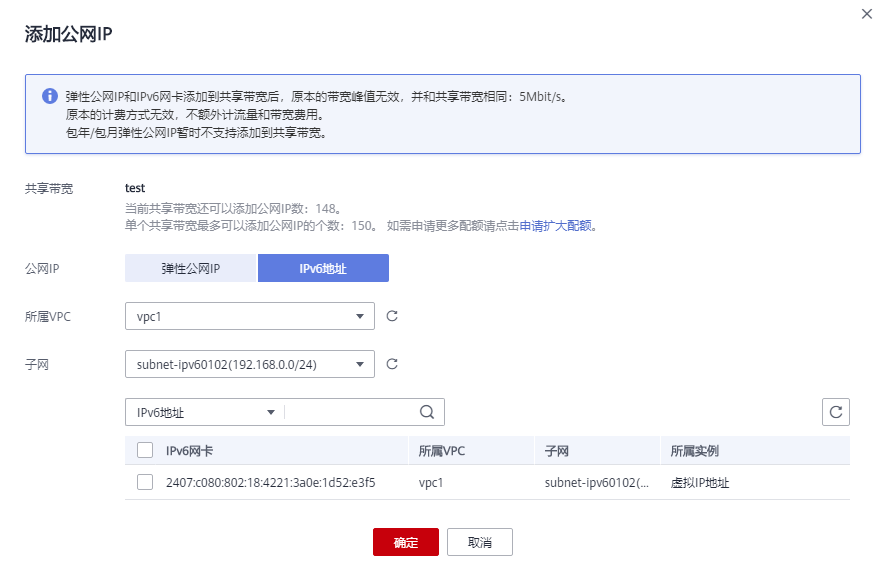 添加公网IP
弹性公网IP和IPv6网卡添加到共享带宽后，原本的带宽峰值无效，并和共享带宽相同：5Mbit/s。
原本的计费方式无效，不额外计流量和带宽费用。
包年/包月弹性公网IP暂时不支持添加到共享带宽。
共享带宽 test
当前共享带宽还可以添加公网IP数：148。
单个共享带宽最多可以添加公网IP的个数：150。 如需申请更多配额请点击申请扩大配额。
公网IP 弹性公网IP IPv6地址
所属VPC vpc1
子网 subnet-ipv60102(192.168.0.0/24)
IPv6地址
IPv6网卡 所属VPC 子网 所属实例
2407:c080:802:18:4221:3a0e:1d52:e3f5 vpc1 subnet-ipv60102(... 虚拟IP地址
确定 取消